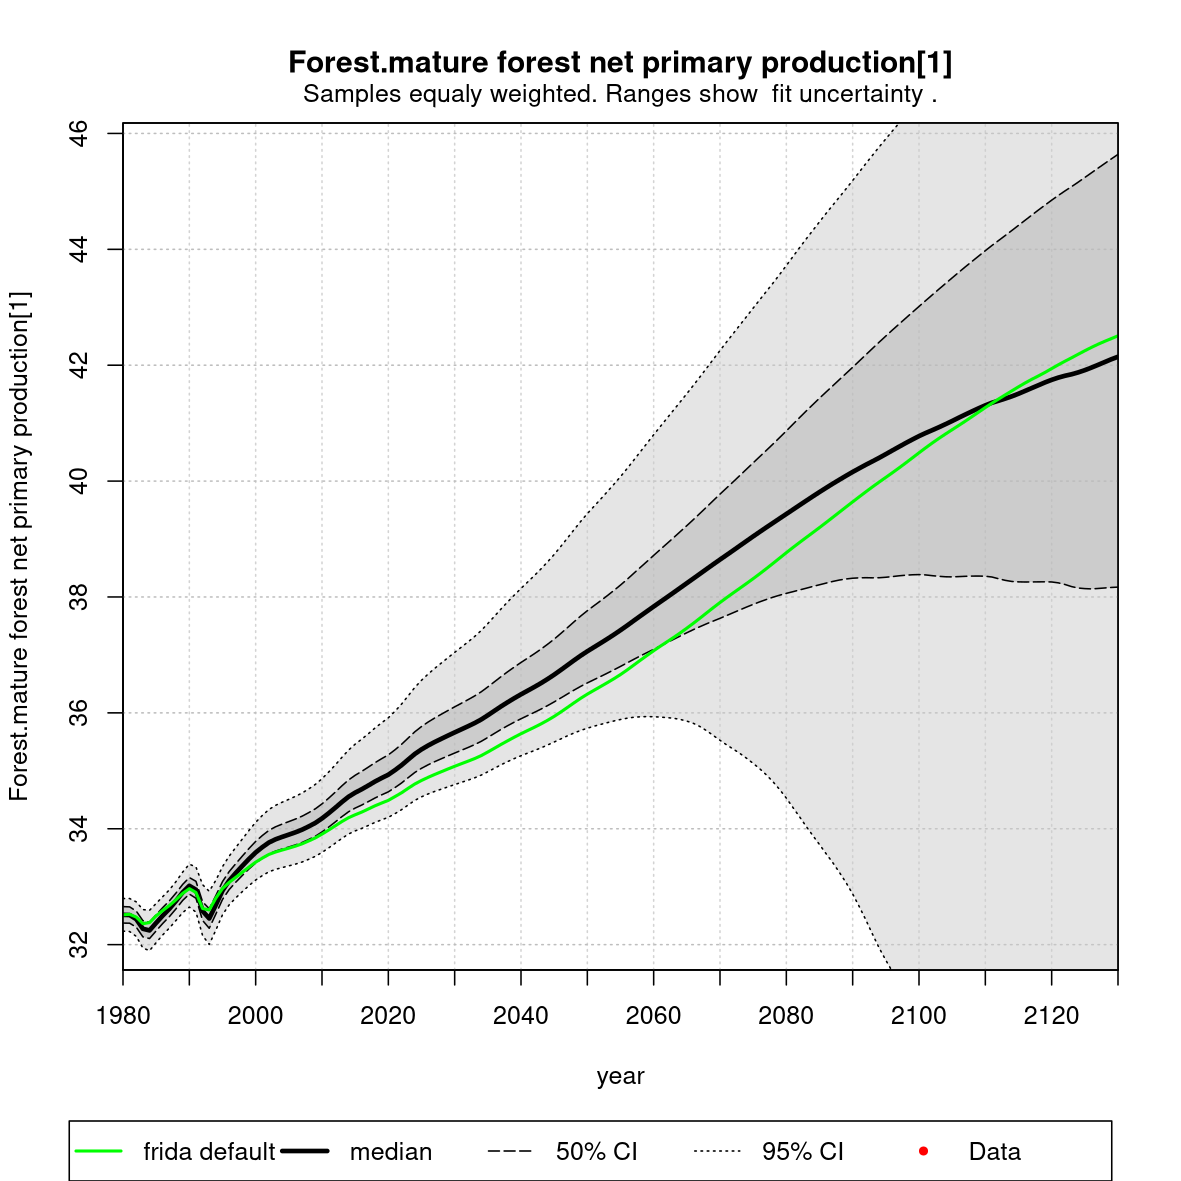 Forest.mature forest net primary production[1]
Samples equaly weighted. Ranges show  fit uncertainty .
Forest.mature forest net primary production[1]
46
44
42
40
38
36
34
32
1980 2000 2020 2040 2060 2080 2100 2120
year
frida default median 50% CI 95% CI Data